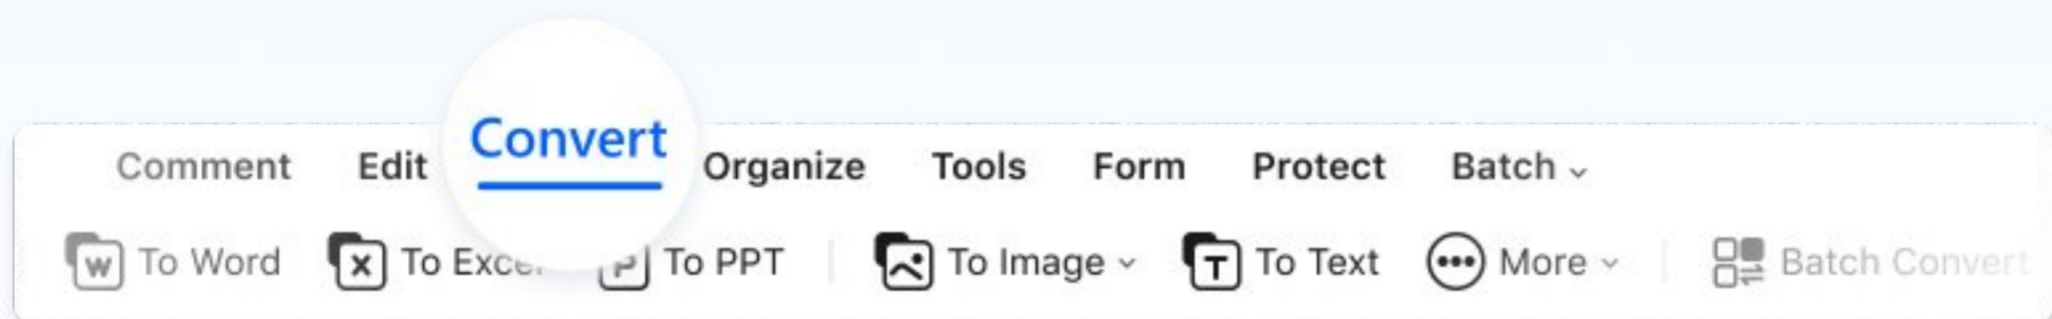 Comment Edit Convert Organize Tools Form Protect Batch
W To Word X To Excel P To PPT To Image T To Text More Batch Convert